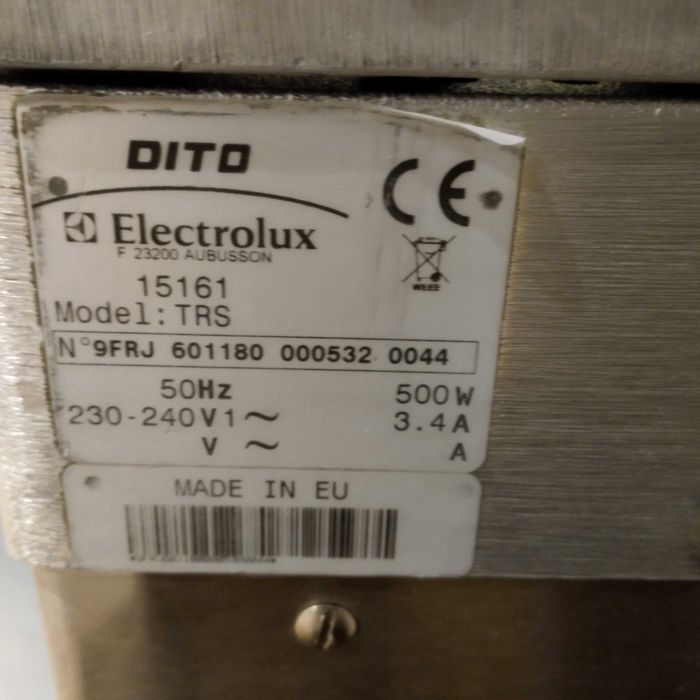 DITO
CE
Electrolux
F 23200 AUBUSSON
WEEE
15161
Model: TRS
N° 9FRJ 601180 000532 0044
50Hz 500W
230-240V1~ 3.4A
V ~ A
MADE IN EU